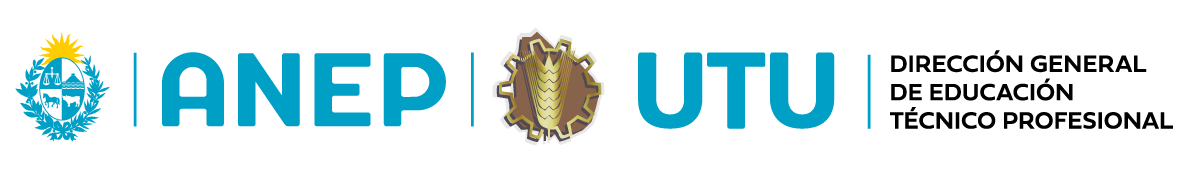 ANEP
UTU
DIRECCIÓN GENERAL
DE EDUCACIÓN
TÉCNICO PROFESIONAL